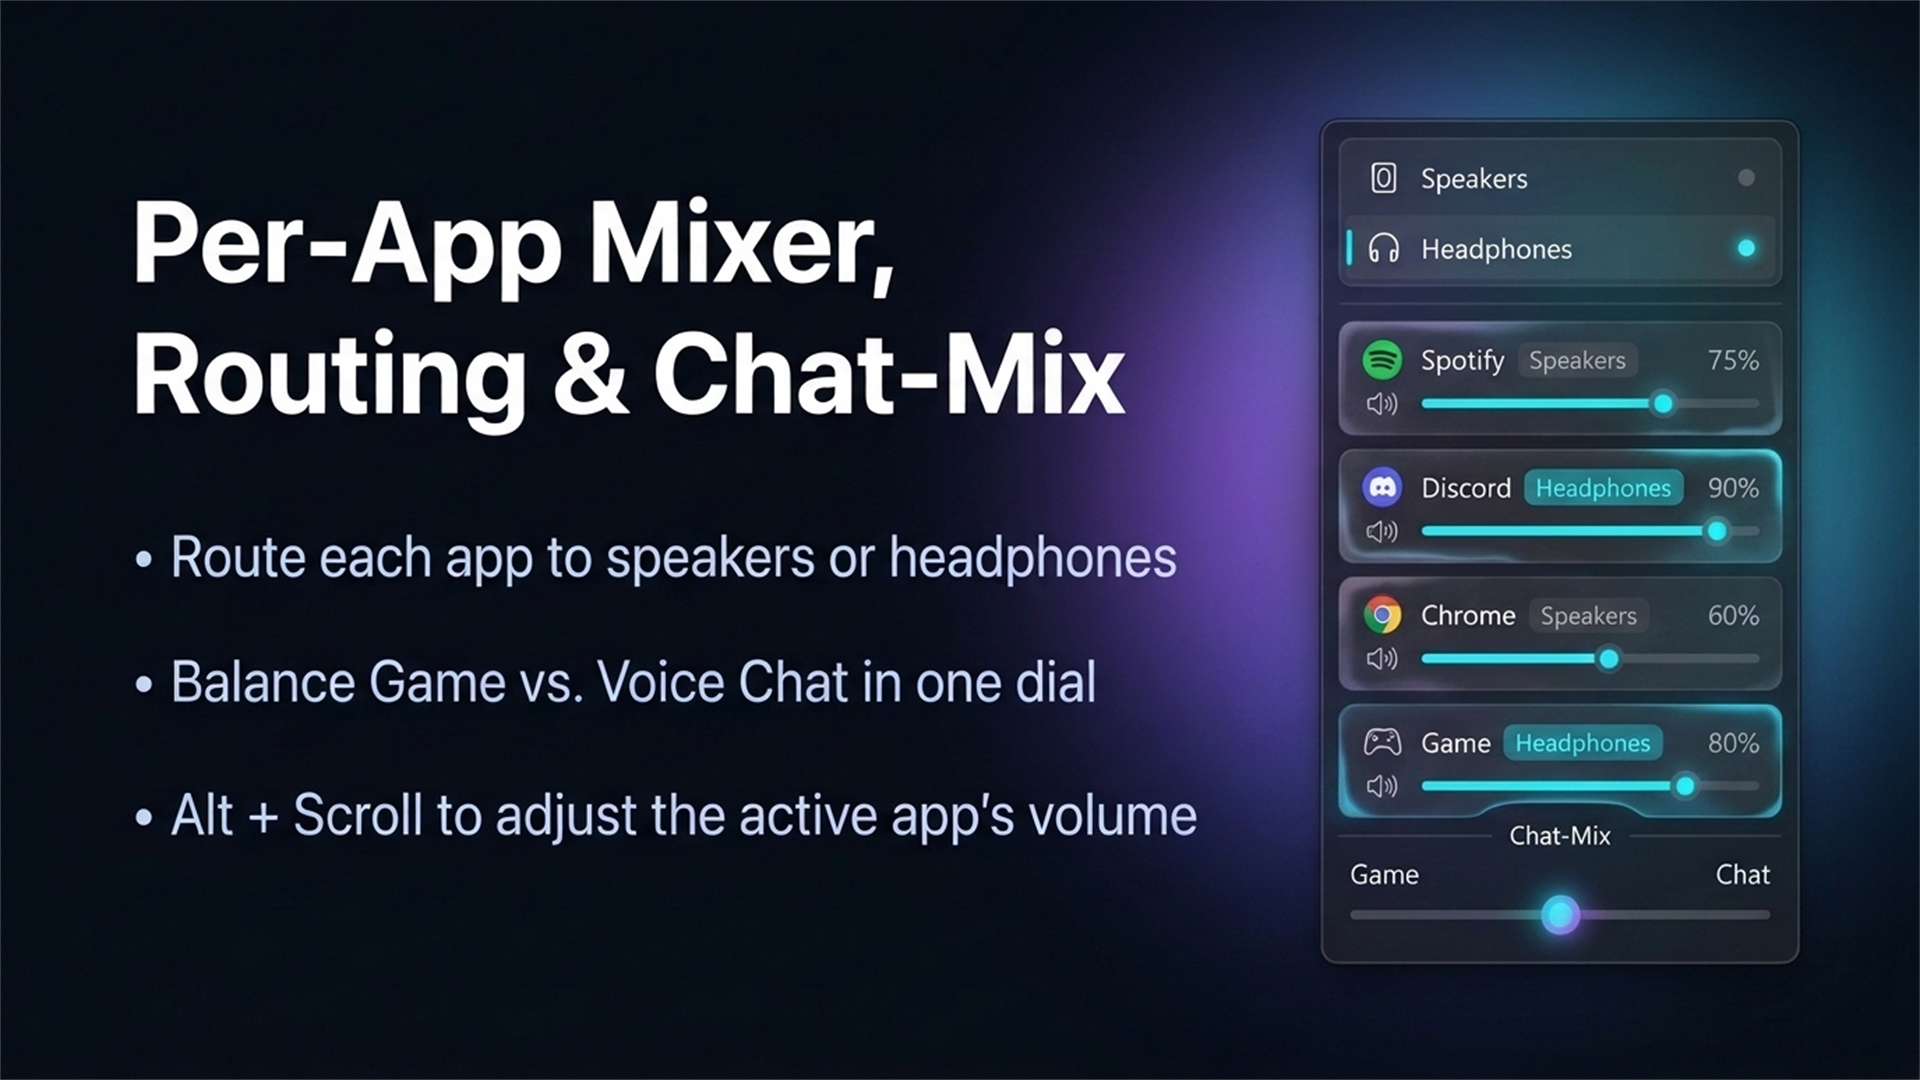 Per-App Mixer,
Routing & Chat-Mix
• Route each app to speakers or headphones
• Balance Game vs. Voice Chat in one dial
• Alt + Scroll to adjust the active app's volume
Speakers
Headphones
Spotify Speakers 75%
Discord Headphones 90%
Chrome Speakers 60%
Game Headphones 80%
Chat-Mix
Game Chat